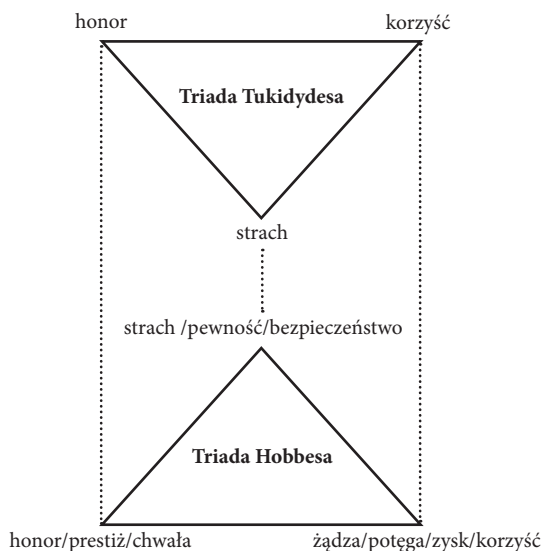 honor korzyść
Triada Tukidydesa
strach
strach /pewność/bezpieczeństwo
Triada Hobbesa
honor/prestiż/chwała żądza/potęga/zysk/korzyść